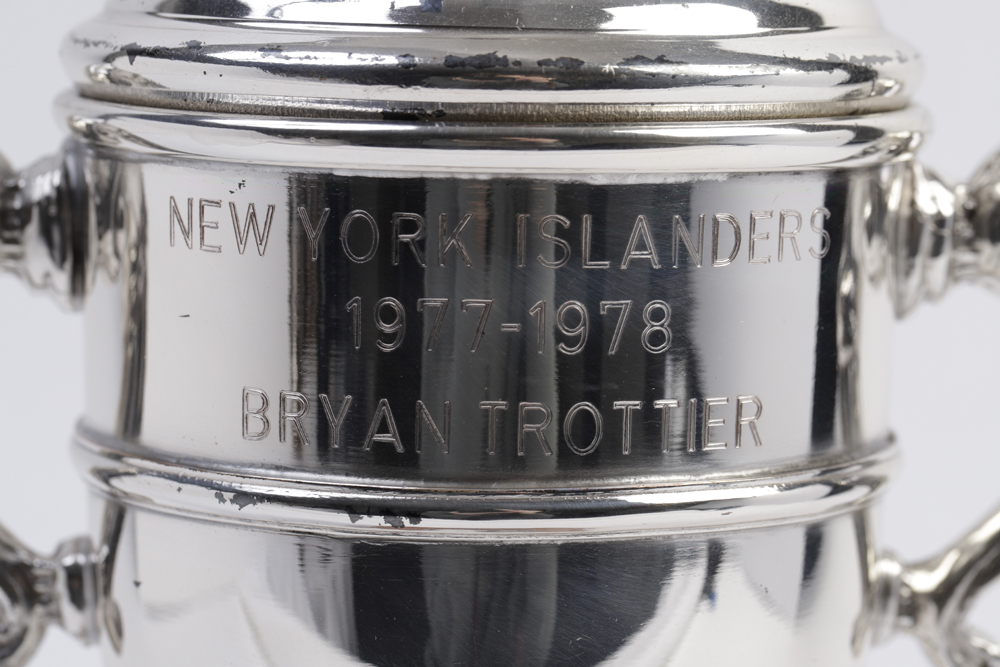 NEW YORK ISLANDERS
1977-1978
BRYAN TROTTIER